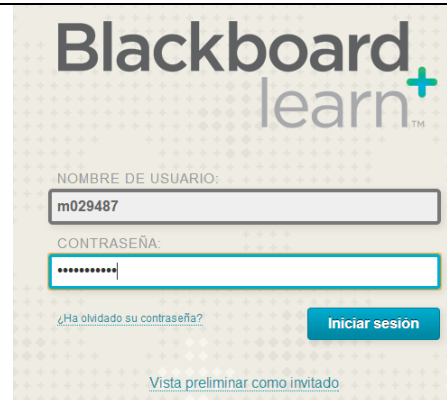 Blackboard
learn+™
NOMBRE DE USUARIO:
m029487
CONTRASEÑA:
•••••••••••
¿Ha olvidado su contraseña?
Iniciar sesión
Vista preliminar como invitado